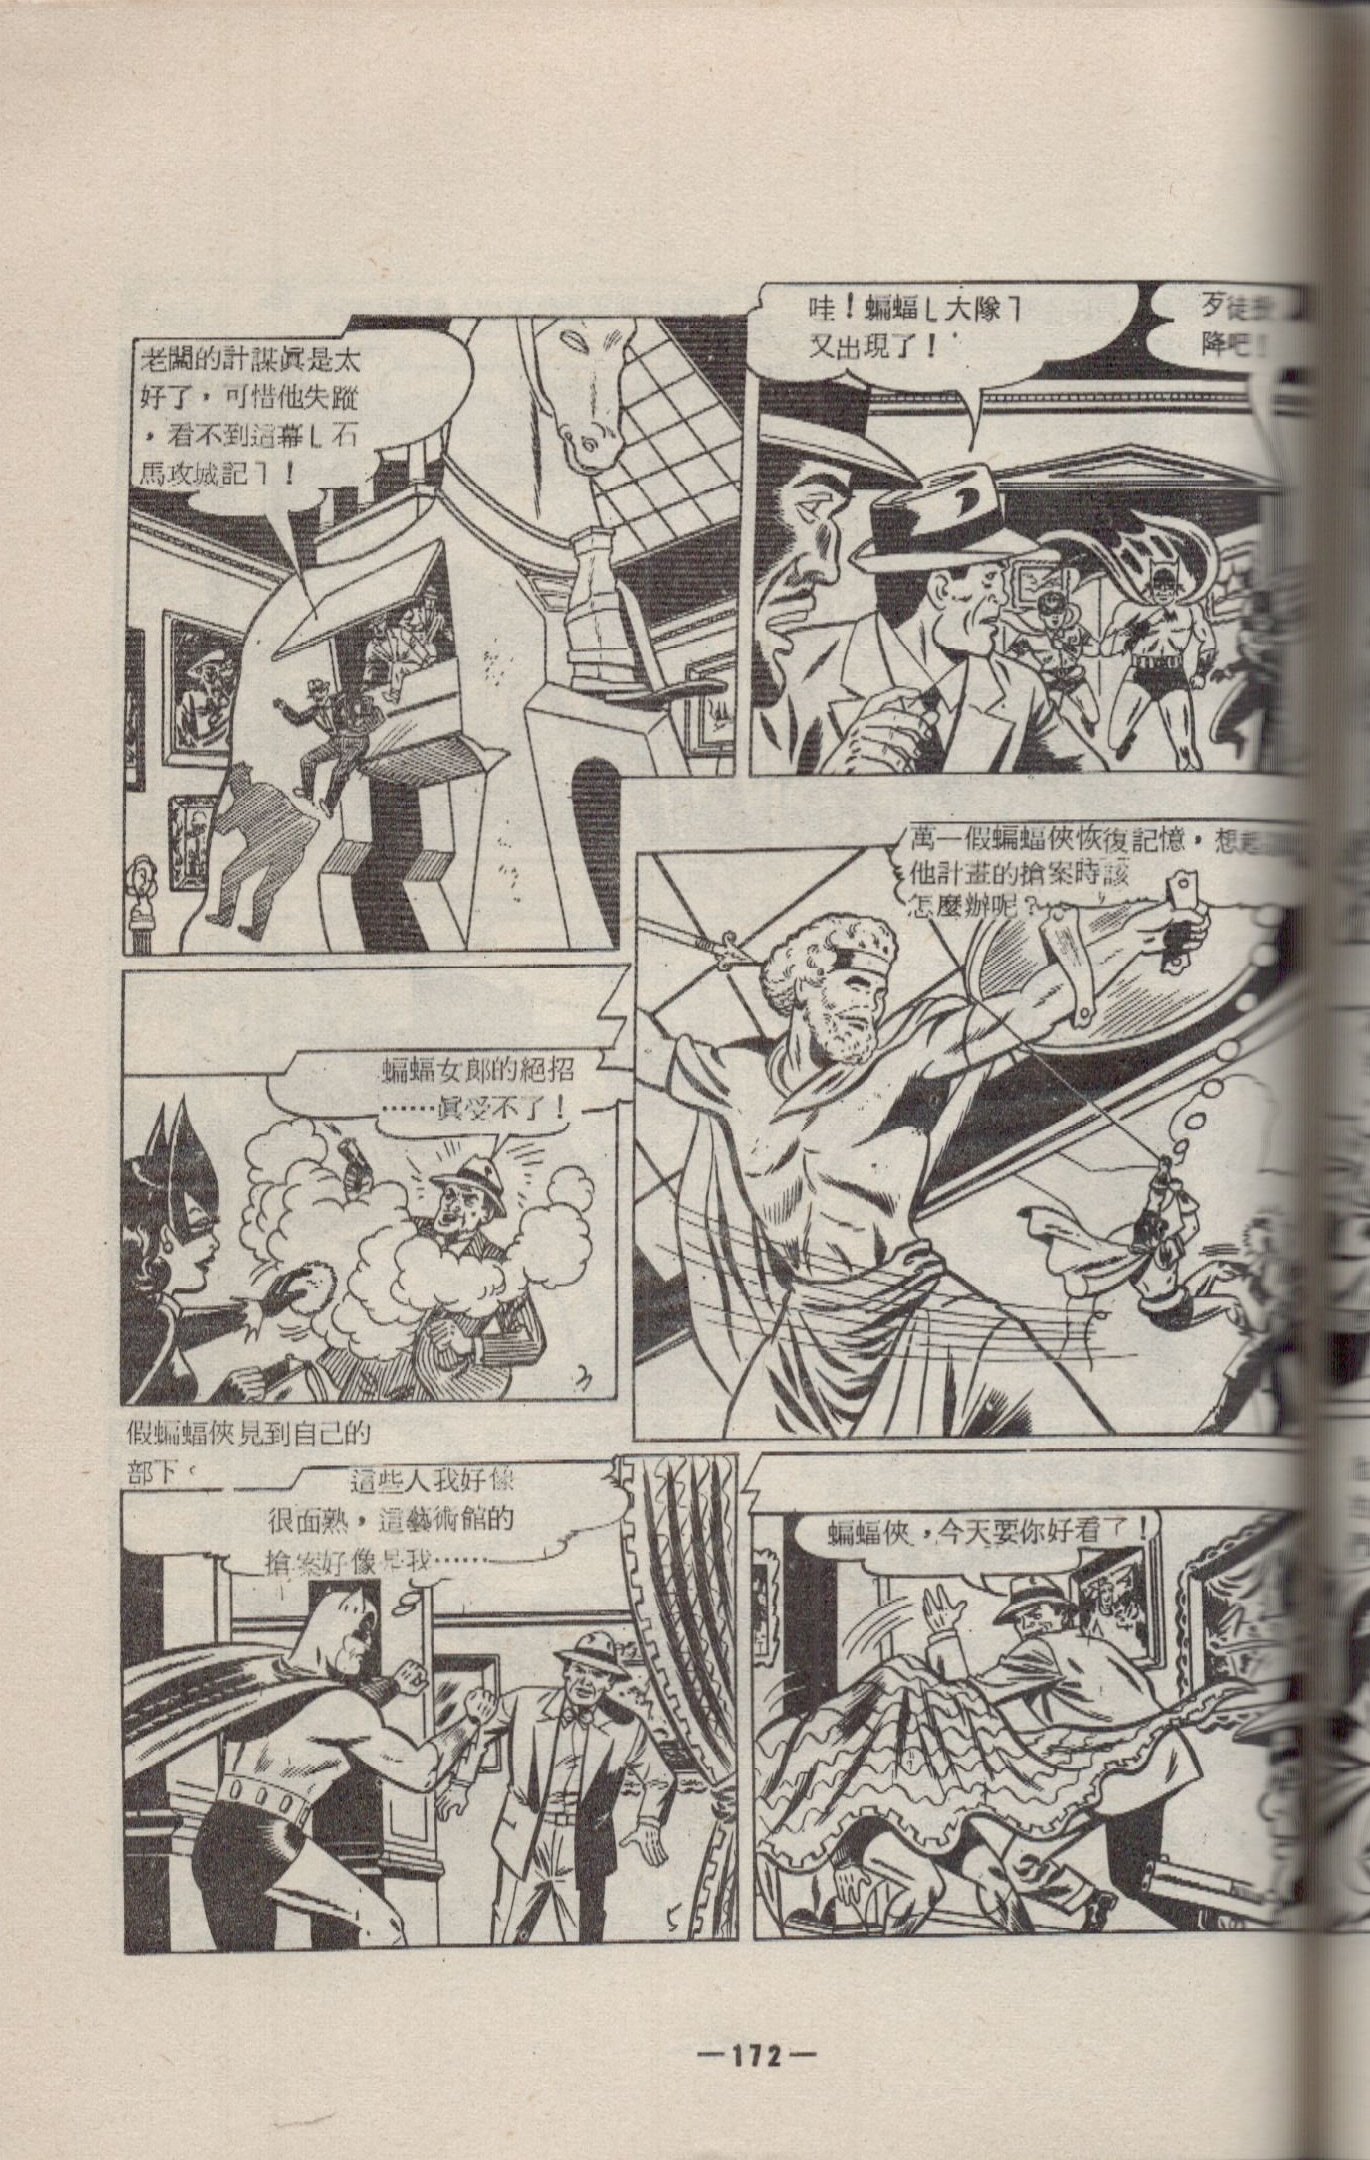 老闆的計謀眞是太
好了，可惜他失蹤
，看不到這幕「石
馬攻城記」！
哇！蝙蝠「大隊」
又出現了！
歹徒投
降吧！
蝙蝠女郎的絕招
……眞受不了！
萬一假蝙蝠俠恢復記憶，想起
他計畫的搶案時該
怎麼辦呢？
假蝙蝠俠見到自己的
部下。
這些人我好像
很面熟，這藝術館的
搶案好像是我……
蝙蝠俠，今天要你好看了！
—172—